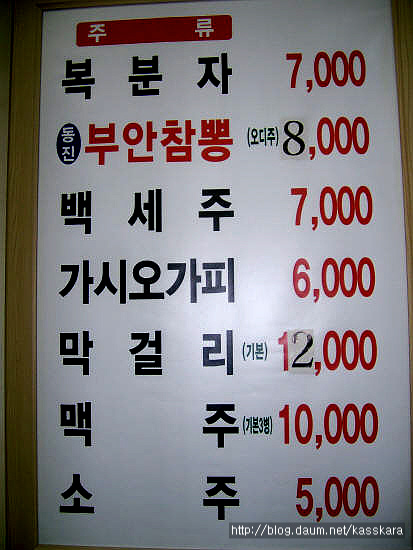 주 류
복 분 자 7,000
동진 부안참뽕 (오디주) 8,000
백 세 주 7,000
가시오가피 6,000
막 걸 리 (기본) 12,000
맥 주 (기본3병) 10,000
소 주 5,000
http://blog.daum.net/kasskara